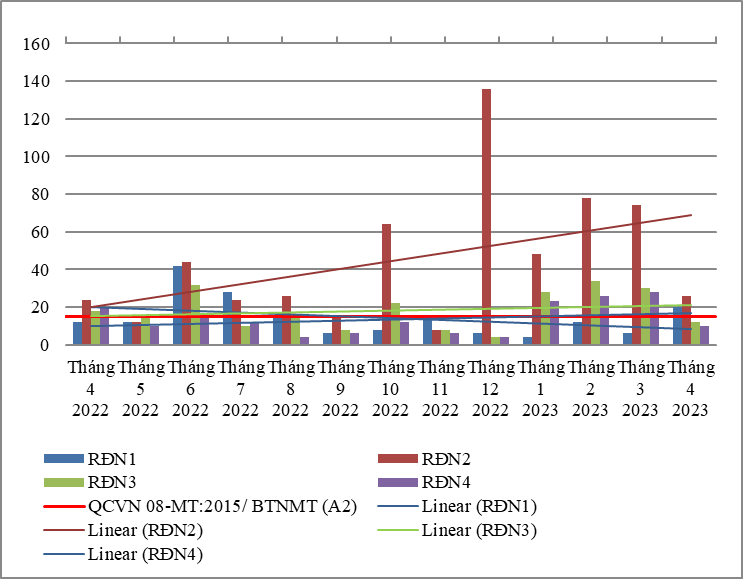 160
140
120
100
80
60
40
20
0
Tháng Tháng Tháng Tháng Tháng Tháng Tháng Tháng Tháng Tháng Tháng Tháng Tháng
4 5 6 7 8 9 10 11 12 1 2 3 4
2022 2022 2022 2022 2022 2022 2022 2022 2022 2023 2023 2023 2023
RĐN1 RĐN2
RĐN3 RĐN4
QCVN 08-MT:2015/ BTNMT (A2) Linear (RĐN1)
Linear (RĐN2) Linear (RĐN3)
Linear (RĐN4)